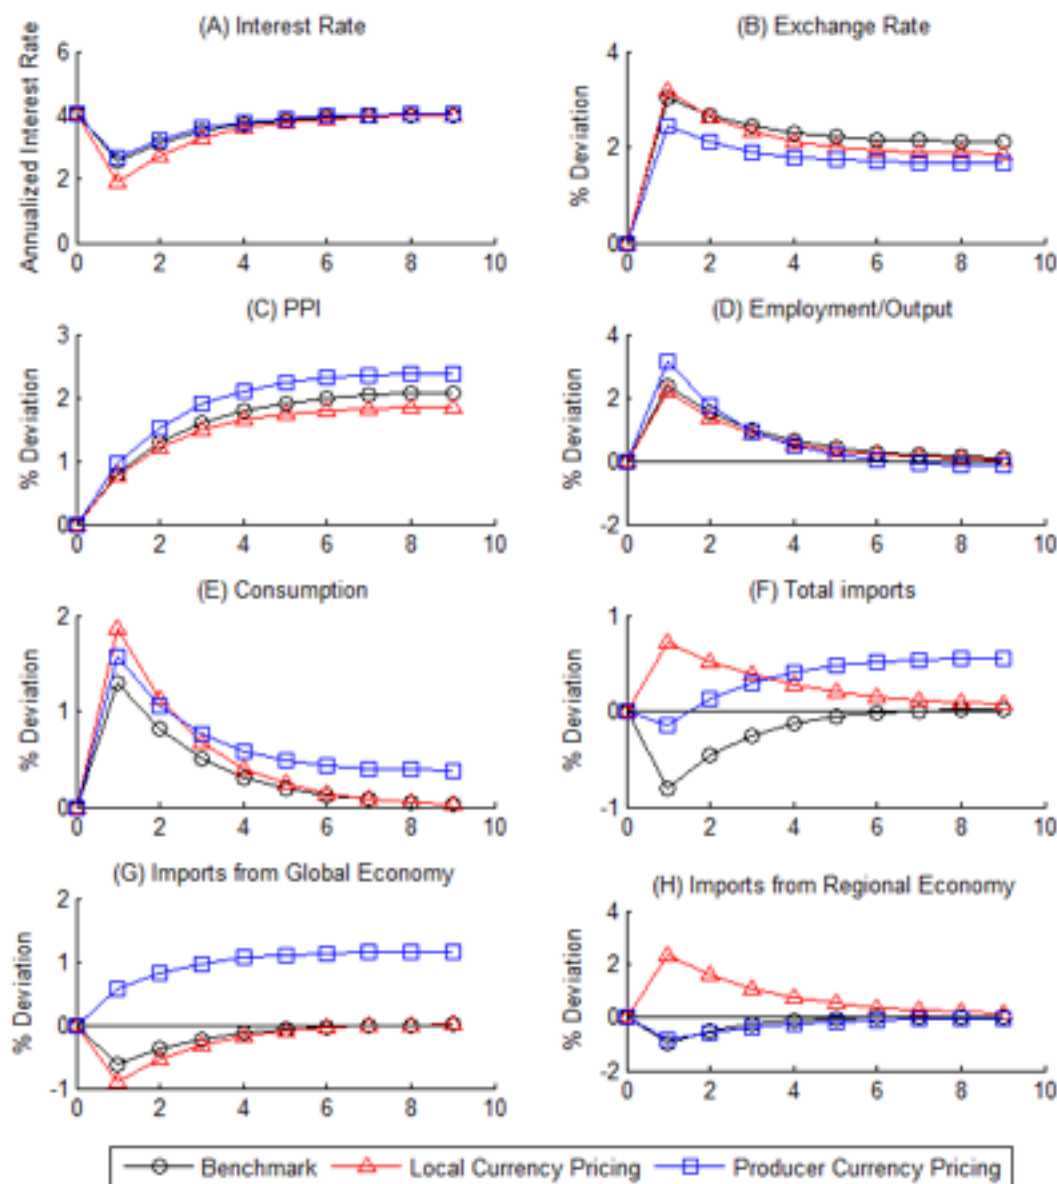 (A) Interest Rate
Annualized Interest Rate
6
4
2
0
0 2 4 6 8 10
(B) Exchange Rate
% Deviation
4
2
0
0 2 4 6 8 10
(C) PPI
% Deviation
3
2
1
0
0 2 4 6 8 10
(D) Employment/Output
% Deviation
4
2
0
-2
0 2 4 6 8 10
(E) Consumption
% Deviation
2
1
0
0 2 4 6 8 10
(F) Total imports
% Deviation
1
0
-1
0 2 4 6 8 10
(G) Imports from Global Economy
% Deviation
2
1
0
-1
0 2 4 6 8 10
(H) Imports from Regional Economy
% Deviation
4
2
0
-2
0 2 4 6 8 10
Benchmark Local Currency Pricing Producer Currency Pricing